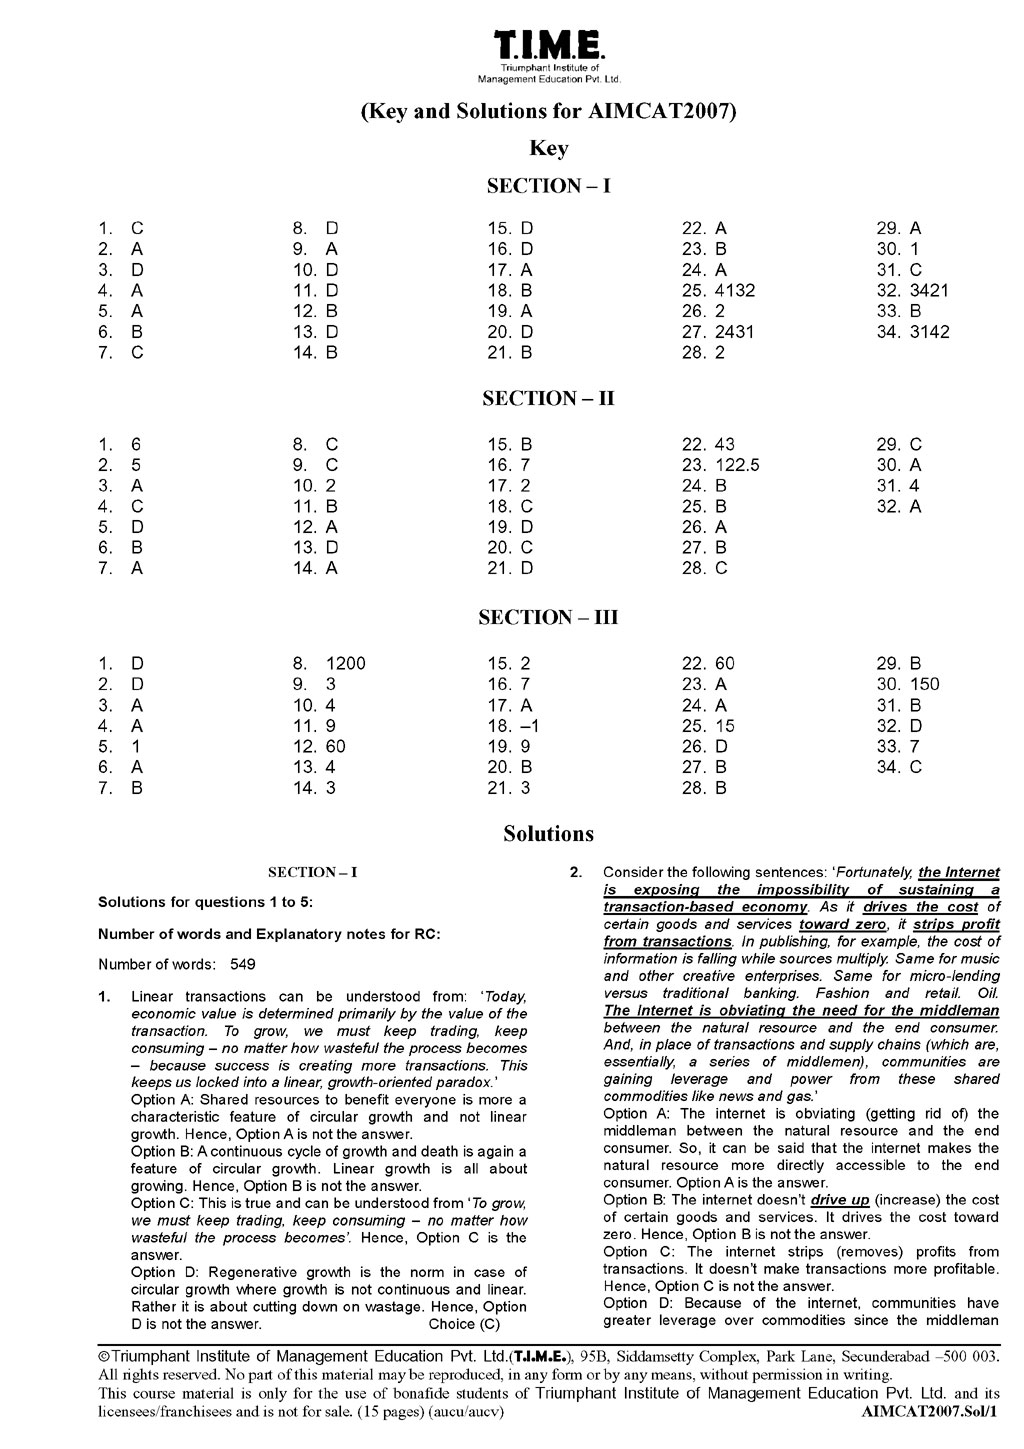 T.I.M.E.
Triumphant Institute of
Management Education Pvt. Ltd.
(Key and Solutions for AIMCAT2007)
Key
SECTION – I
1. C
2. A
3. D
4. A
5. A
6. B
7. C
8. D
9. A
10. D
11. D
12. B
13. D
14. B
15. D
16. D
17. A
18. B
19. A
20. D
21. B
22. A
23. B
24. A
25. 4132
26. 2
27. 2431
28. 2
29. A
30. 1
31. C
32. 3421
33. B
34. 3142
SECTION – II
1. 6
2. 5
3. A
4. C
5. D
6. B
7. A
8. C
9. C
10. 2
11. B
12. A
13. D
14. A
15. B
16. 7
17. 2
18. C
19. D
20. C
21. D
22. 43
23. 122.5
24. B
25. B
26. A
27. B
28. C
29. C
30. A
31. 4
32. A
SECTION – III
1. D
2. D
3. A
4. A
5. 1
6. A
7. B
8. 1200
9. 3
10. 4
11. 9
12. 60
13. 4
14. 3
15. 2
16. 7
17. A
18. –1
19. 9
20. B
21. 3
22. 60
23. A
24. A
25. 15
26. D
27. B
28. B
29. B
30. 150
31. B
32. D
33. 7
34. C
Solutions
SECTION – I
Solutions for questions 1 to 5:
Number of words and Explanatory notes for RC:
Number of words: 549
1. Linear transactions can be understood from: ‘Today,
economic value is determined primarily by the value of the
transaction. To grow, we must keep trading, keep
consuming – no matter how wasteful the process becomes
– because success is creating more transactions. This
keeps us locked into a linear, growth-oriented paradox.’
Option A: Shared resources to benefit everyone is more a
characteristic feature of circular growth and not linear
growth. Hence, Option A is not the answer.
Option B: A continuous cycle of growth and death is again a
feature of circular growth. Linear growth is all about
growing. Hence, Option B is not the answer.
Option C: This is true and can be understood from ‘To grow,
we must keep trading, keep consuming – no matter how
wasteful the process becomes’. Hence, Option C is the
answer.
Option D: Regenerative growth is the norm in case of
circular growth where growth is not continuous and linear.
Rather it is about cutting down on wastage. Hence, Option
D is not the answer. Choice (C)
2. Consider the following sentences: ‘Fortunately, the Internet
is exposing the impossibility of sustaining a
transaction-based economy. As it drives the cost of
certain goods and services toward zero, it strips profit
from transactions. In publishing, for example, the cost of
information is falling while sources multiply. Same for music
and other creative enterprises. Same for micro-lending
versus traditional banking. Fashion and retail. Oil.
The Internet is obviating the need for the middleman
between the natural resource and the end consumer.
And, in place of transactions and supply chains (which are,
essentially, a series of middlemen), communities are
gaining leverage and power from these shared
commodities like news and gas.’
Option A: The internet is obviating (getting rid of) the
middleman between the natural resource and the end
consumer. So, it can be said that the internet makes the
natural resource more directly accessible to the end
consumer. Option A is the answer.
Option B: The internet doesn’t drive up (increase) the cost
of certain goods and services. It drives the cost toward
zero. Hence, Option B is not the answer.
Option C: The internet strips (removes) profits from
transactions. It doesn’t make transactions more profitable.
Hence, Option C is not the answer.
Option D: Because of the internet, communities have
greater leverage over commodities since the middleman
©Triumphant Institute of Management Education Pvt. Ltd.(T.I.M.E.), 95B, Siddamsetty Complex, Park Lane, Secunderabad –500 003.
All rights reserved. No part of this material may be reproduced, in any form or by any means, without permission in writing.
This course material is only for the use of bonafide students of Triumphant Institute of Management Education Pvt. Ltd. and its
licensees/franchisees and is not for sale. (15 pages) (aucu/aucv) AIMCAT2007.Sol/1